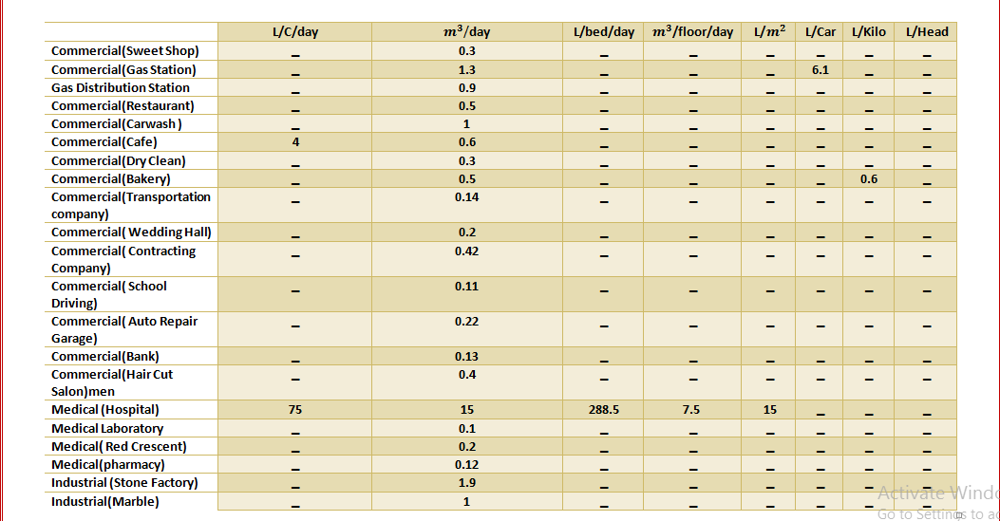 L/C/day m³/day L/bed/day m³/floor/day L/m² L/Car L/Kilo L/Head
Commercial(Sweet Shop) – 0.3 – – – – – –
Commercial(Gas Station) – 1.3 – – – 6.1 – –
Gas Distribution Station – 0.9 – – – – – –
Commercial(Restaurant) – 0.5 – – – – – –
Commercial(Carwash ) – 1 – – – – – –
Commercial(Cafe) 4 0.6 – – – – – –
Commercial(Dry Clean) – 0.3 – – – – – –
Commercial(Bakery) – 0.5 – – – – 0.6 –
Commercial(Transportation – 0.14 – – – – – –
company)
Commercial( Wedding Hall) – 0.2 – – – – – –
Commercial( Contracting – 0.42 – – – – – –
Company)
Commercial( School – 0.11 – – – – – –
Driving)
Commercial( Auto Repair – 0.22 – – – – – –
Garage)
Commercial(Bank) – 0.13 – – – – – –
Commercial(Hair Cut – 0.4 – – – – – –
Salon)men
Medical (Hospital) 75 15 288.5 7.5 15 – – –
Medical Laboratory – 0.1 – – – – – –
Medical( Red Crescent) – 0.2 – – – – – –
Medical(pharmacy) – 0.12 – – – – – –
Industrial (Stone Factory) – 1.9 – – – – – –
Industrial(Marble) – 1 – – – – – –
Activate Windo
Go to Settings to ac